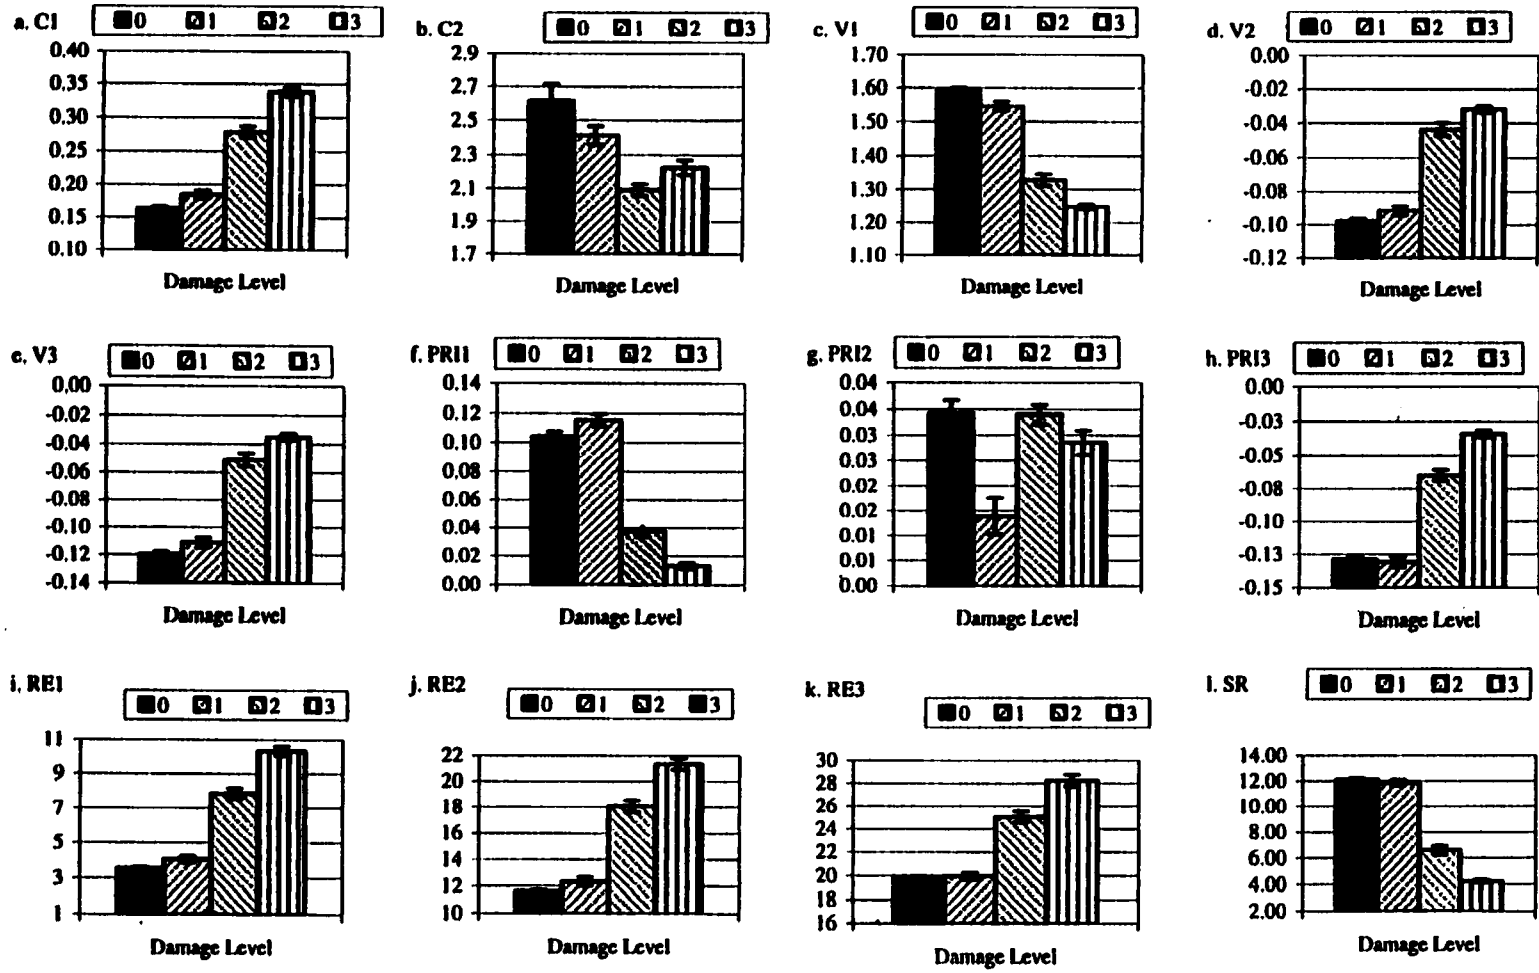 a. C1
0 1 2 3
0.40
0.35
0.30
0.25
0.20
0.15
0.10
Damage Level
b. C2
0 1 2 3
2.9
2.7
2.5
2.3
2.1
1.9
1.7
Damage Level
c. V1
0 1 2 3
1.70
1.60
1.50
1.40
1.30
1.20
1.10
Damage Level
d. V2
0 1 2 3
0.00
-0.02
-0.04
-0.06
-0.08
-0.10
-0.12
Damage Level
e. V3
0 1 2 3
0.00
-0.02
-0.04
-0.06
-0.08
-0.10
-0.12
-0.14
Damage Level
f. PRI1
0 1 2 3
0.14
0.12
0.10
0.08
0.06
0.04
0.02
0.00
Damage Level
g. PRI2
0 1 2 3
0.04
0.04
0.03
0.03
0.02
0.02
0.01
0.01
0.00
Damage Level
h. PRI3
0 1 2 3
0.00
-0.03
-0.05
-0.08
-0.10
-0.13
-0.15
Damage Level
i. RE1
0 1 2 3
11
9
7
5
3
1
Damage Level
j. RE2
0 1 2 3
22
20
18
16
14
12
10
Damage Level
k. RE3
0 1 2 3
30
28
26
24
22
20
18
16
Damage Level
l. SR
0 1 2 3
14.00
12.00
10.00
8.00
6.00
4.00
2.00
Damage Level